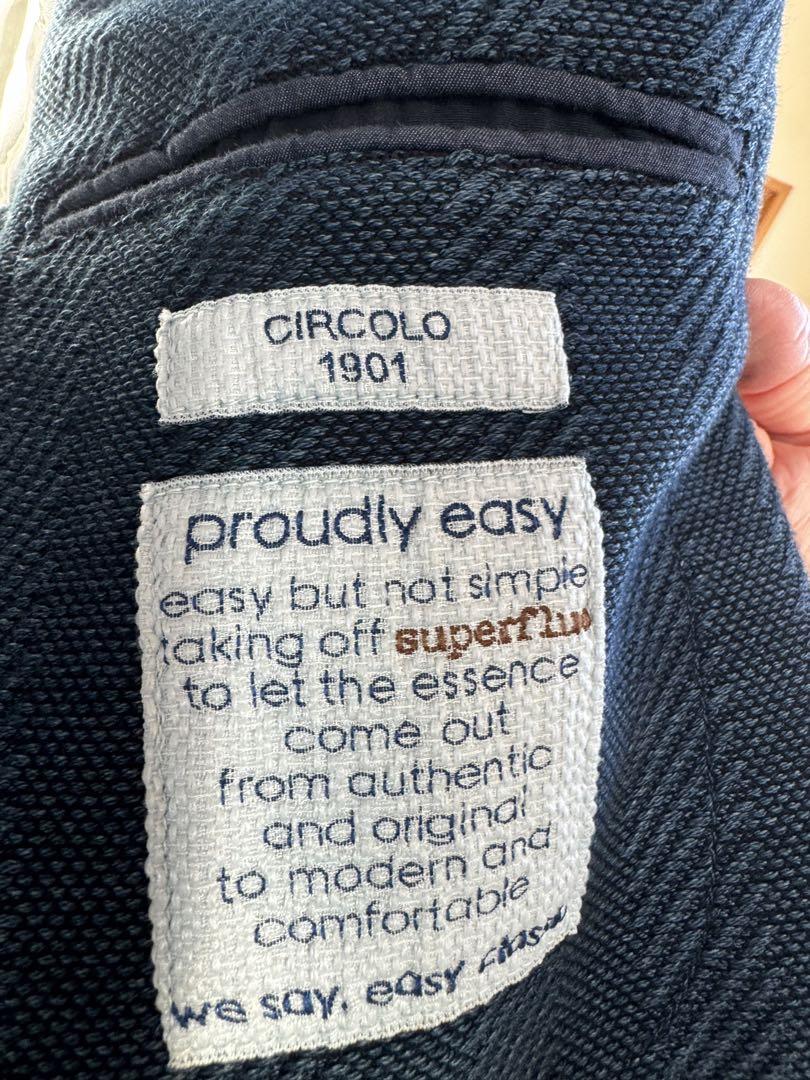 CIRCOLO
1901
proudly easy
easy but not simple
taking off
to let the essence
come out
from authentic
and original
to modern and
comfortable
we say, easy